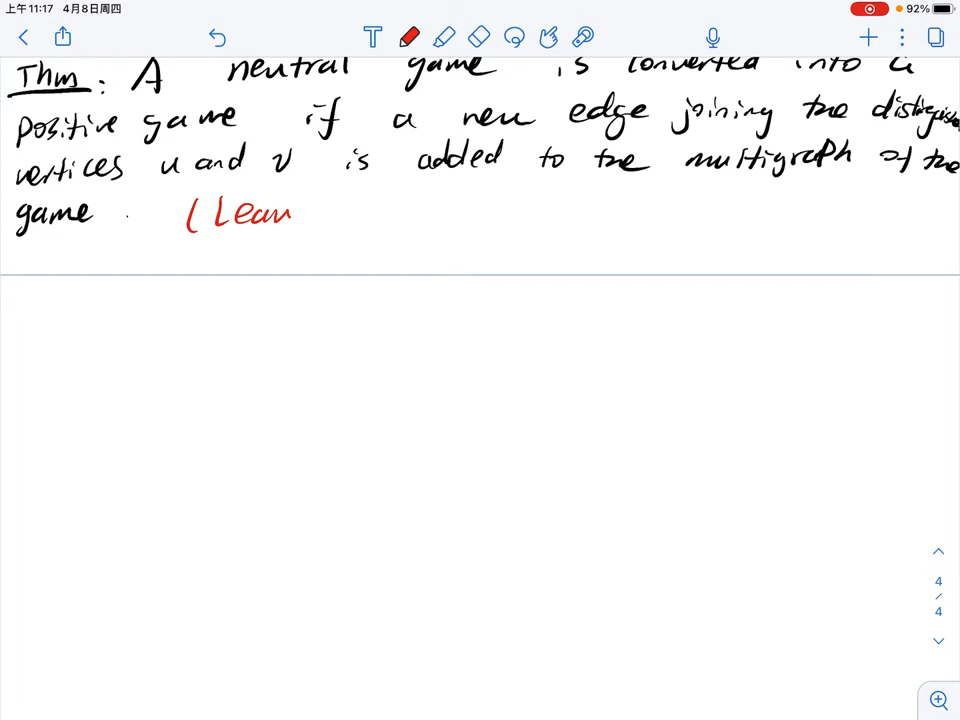 上午11:17 4月8日周四
92%
Thm: A neutral game is converted into a
positive game if a new edge joining the
vertices u and v is added to the multigraph of the
game. (Lean
4
/
4